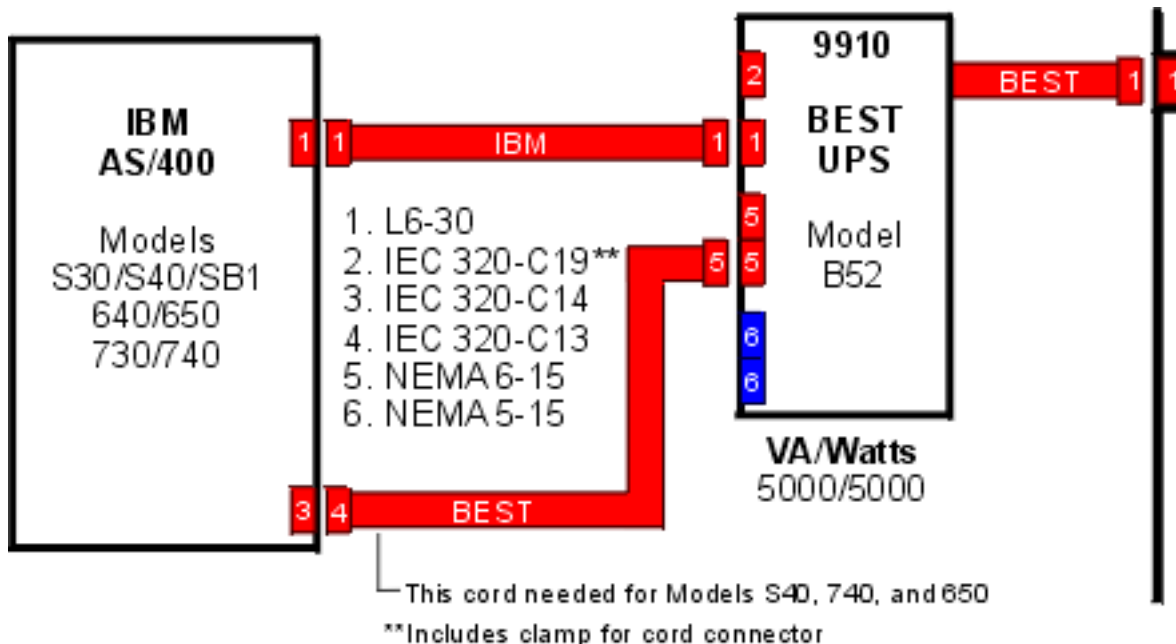 IBM
AS/400
Models
S30/S40/SB1
640/650
730/740
1
1
IBM
1
3
4
BEST
5
1. L6-30
2. IEC 320-C19**
3. IEC 320-C14
4. IEC 320-C13
5. NEMA 6-15
6. NEMA 5-15
2
1
5
5
6
6
9910
BEST
UPS
Model
B52
VA/Watts
5000/5000
BEST
1
1
This cord needed for Models S40, 740, and 650
**Includes clamp for cord connector